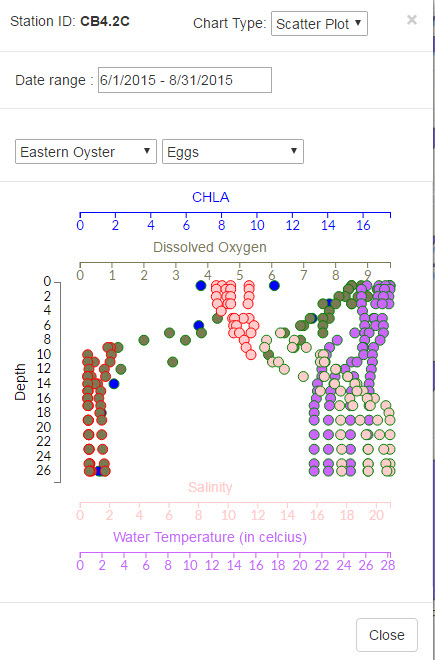 Station ID: CB4.2C Chart Type: Scatter Plot ×
Date range : 6/1/2015 - 8/31/2015
Eastern Oyster Eggs
CHLA
0 2 4 6 8 10 12 14 16
Dissolved Oxygen
0 1 2 3 4 5 6 7 8 9
Depth
0
2
4
6
8
10
12
14
16
18
20
22
24
26
Salinity
0 2 4 6 8 10 12 14 16 18 20
Water Temperature (in celcius)
0 2 4 6 8 10 12 14 16 18 20 22 24 26 28
Close